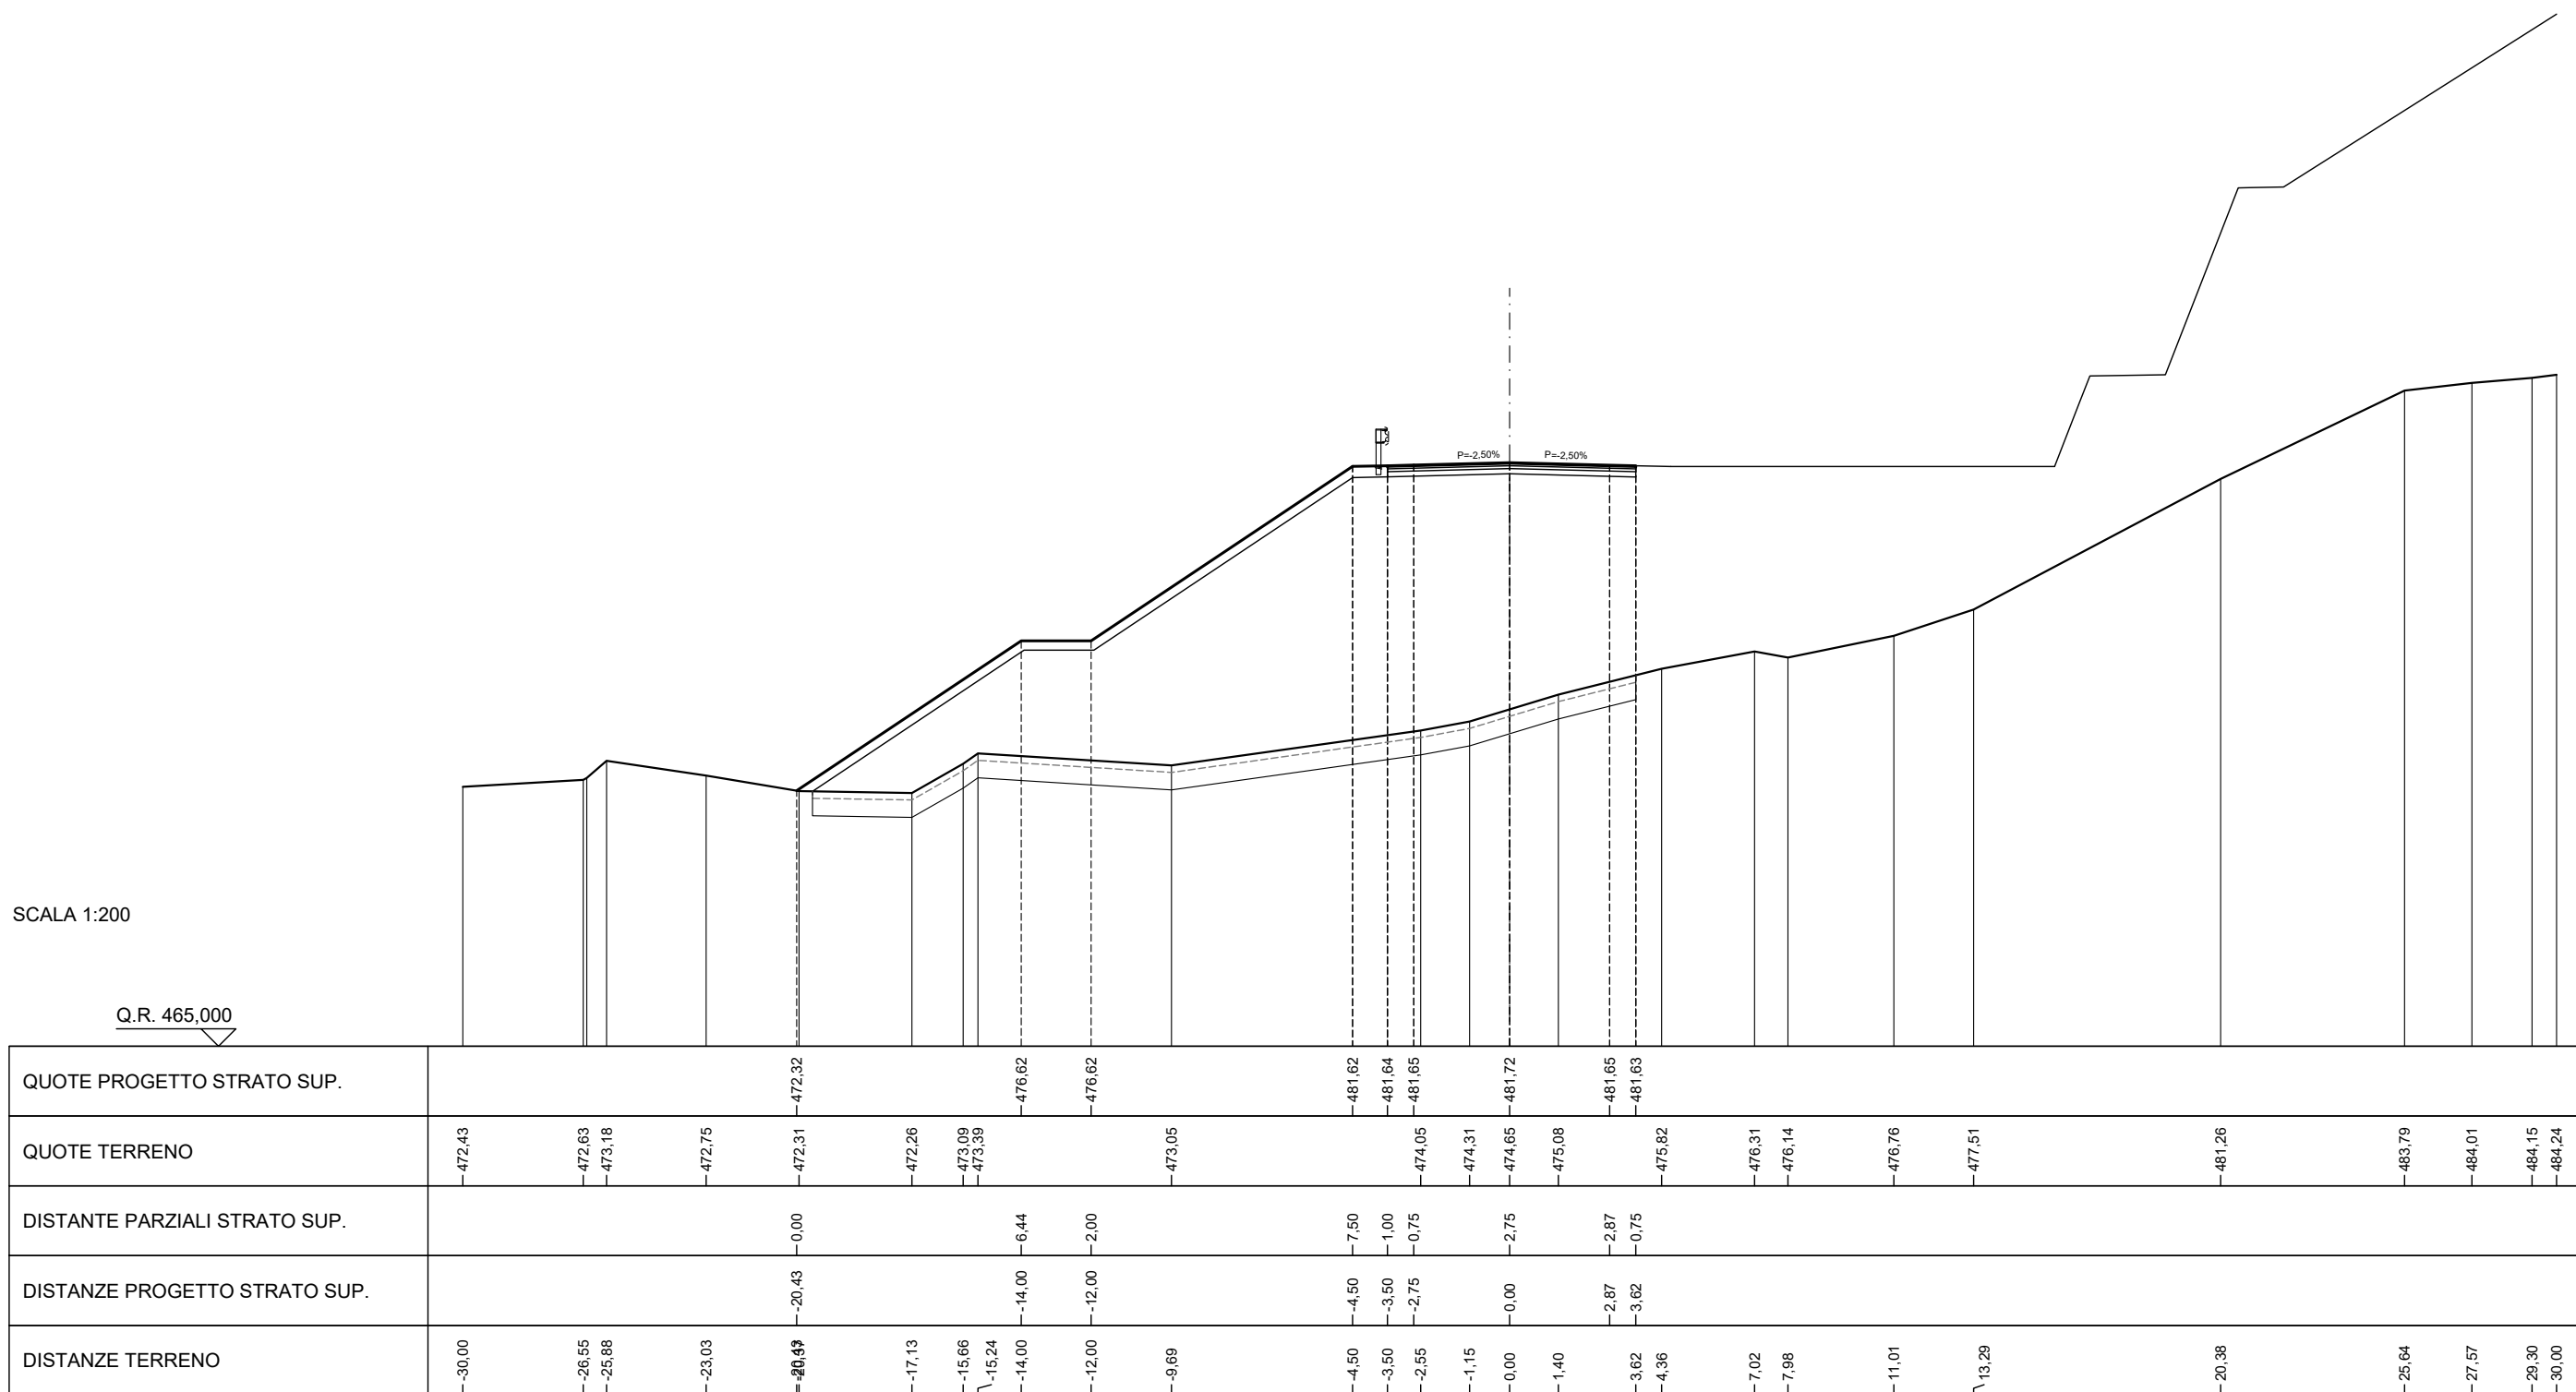 P=-2,50% P=-2,50%
SCALA 1:200
Q.R. 465,000
QUOTE PROGETTO STRATO SUP. 472,32 476,62 476,62 481,62 481,64 481,65 481,72 481,65 481,63
QUOTE TERRENO 472,43 472,63 473,18 472,75 472,31 472,26 473,09 473,39 473,05 474,05 474,31 474,65 475,08 475,82 476,31 476,14 476,76 477,51 481,26 483,79 484,01 484,15 484,24
DISTANTE PARZIALI STRATO SUP. 0,00 6,44 2,00 7,50 1,00 0,75 2,75 2,87 0,75
DISTANZE PROGETTO STRATO SUP. -20,43 -14,00 -12,00 -4,50 -3,50 -2,75 0,00 2,87 3,62
DISTANZE TERRENO -30,00 -26,55 -25,88 -23,03 -17,13 -15,66 -15,24 -14,00 -12,00 -9,69 -4,50 -3,50 -2,55 -1,15 0,00 1,40 3,62 4,36 7,02 7,98 11,01 13,29 20,38 25,64 27,57 29,30 30,00